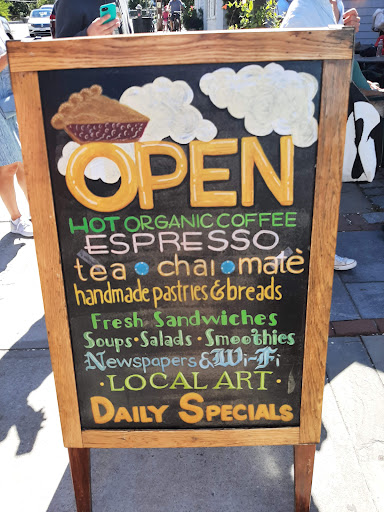 OPEN
HOT ORGANIC COFFEE
ESPRESSO
tea • chai • matè
handmade pastries & breads
Fresh Sandwiches
Soups • Salads • Smoothies
Newspapers & Wi-Fi
• LOCAL ART •
DAILY SPECIALS